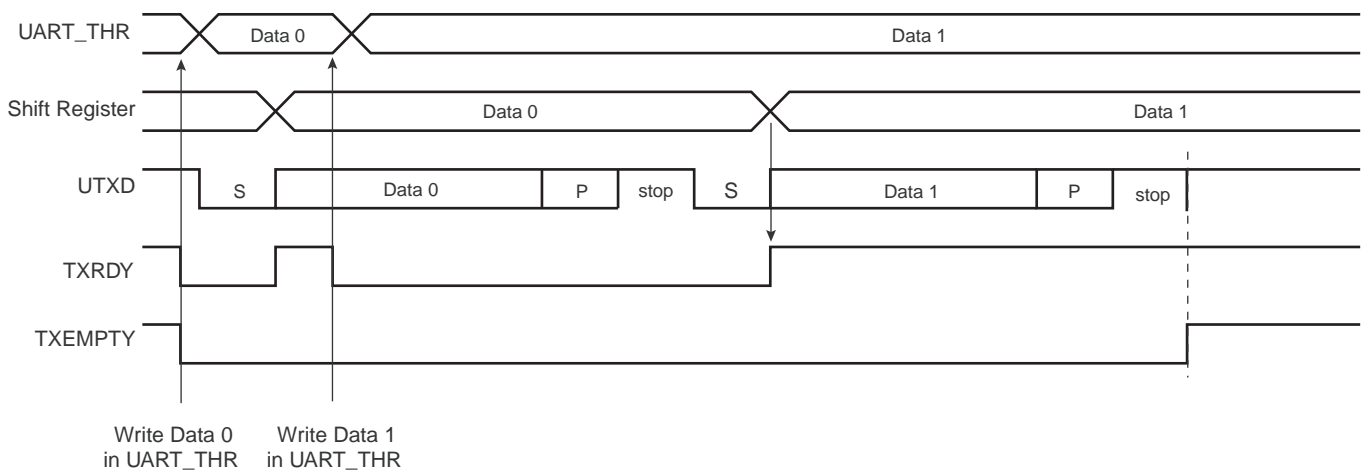 UART_THR
Data 0
Data 1
Shift Register
Data 0
Data 1
UTXD
S
Data 0
P
stop
S
Data 1
P
stop
TXRDY
TXEMPTY
Write Data 0
in UART_THR
Write Data 1
in UART_THR